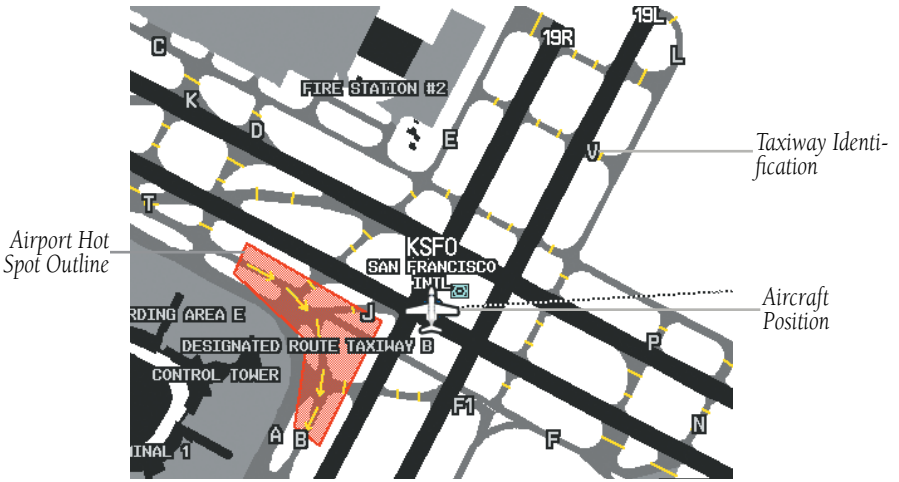 19L
19R
C
L
FIRE STATION #2
K
D
E
V
Taxiway Identi-
fication
T
Airport Hot
Spot Outline
KSFO
SAN FRANCISCO
INTL
Aircraft
Position
RDING AREA E
J
DESIGNATED ROUTE TAXIWAY B
P
CONTROL TOWER
F1
N
A
B
F
INAL 1